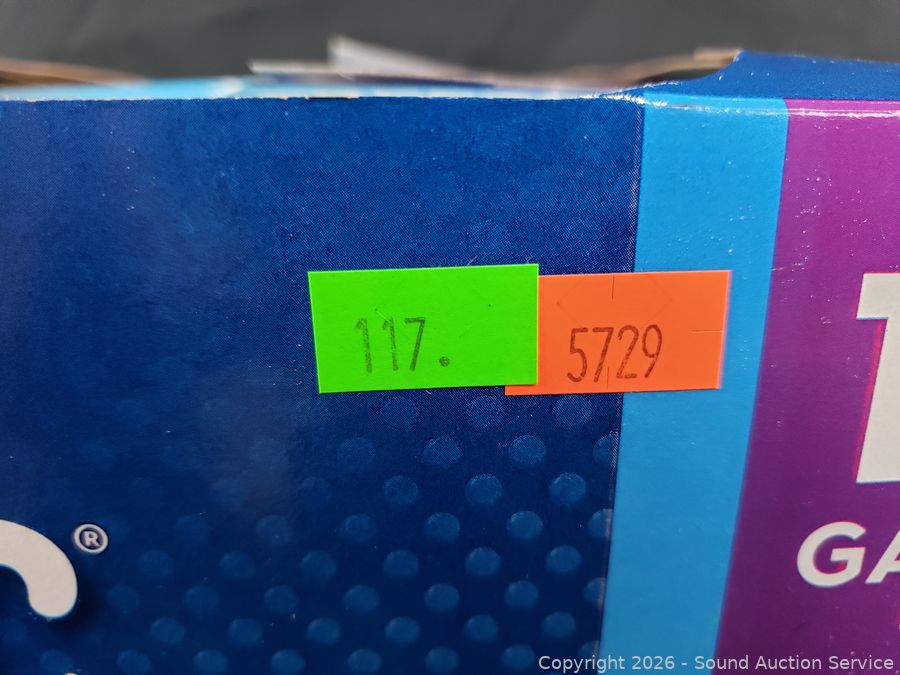 117.
5729
®
GA
Copyright 2026 - Sound Auction Service